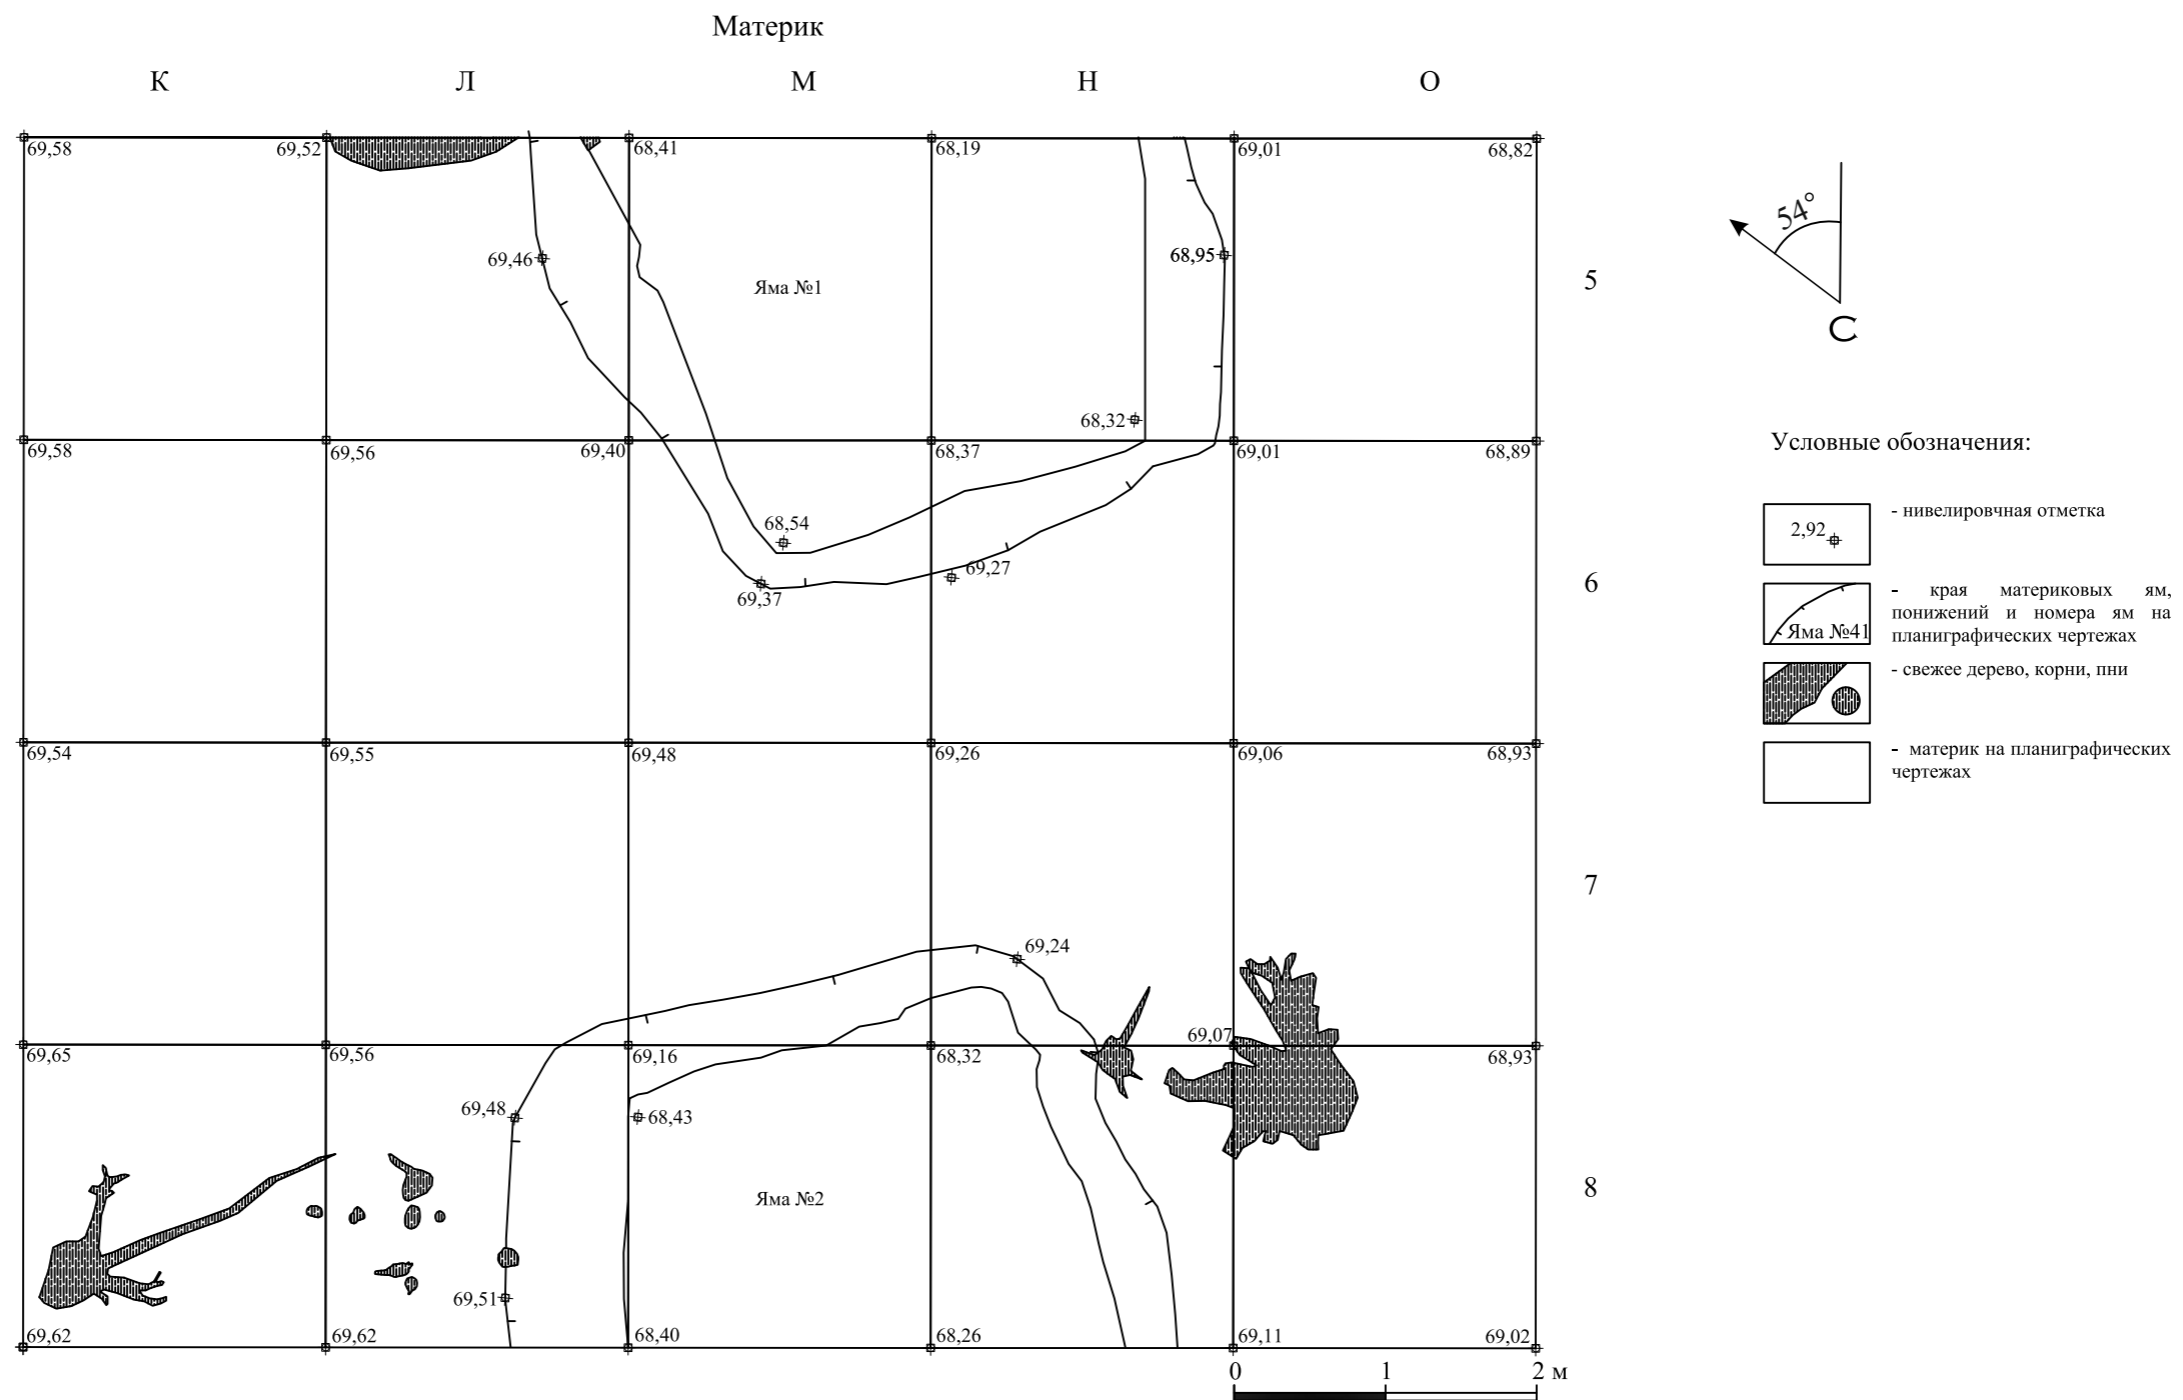 Материк
К Л М Н О
69,58 69,52 68,41 68,19 69,01 68,82
54°
С
69,46 68,95
Яма №1
5
68,32
69,58 69,56 69,40 68,37 69,01 68,89
Условные обозначения:
2,92
- нивелировчная отметка
68,54
69,27
69,37
6
Яма №41
- края материковых ям,
понижений и номера ям на
планиграфических чертежах
- свежее дерево, корни, пни
- материк на планиграфических
чертежах
69,54 69,55 69,48 69,26 69,06 68,93
7
69,24
69,07
69,65 69,56 69,16 68,32 68,93
69,48 68,43
Яма №2
8
69,51
69,62 69,62 68,40 68,26 69,11 69,02
0 1 2 м